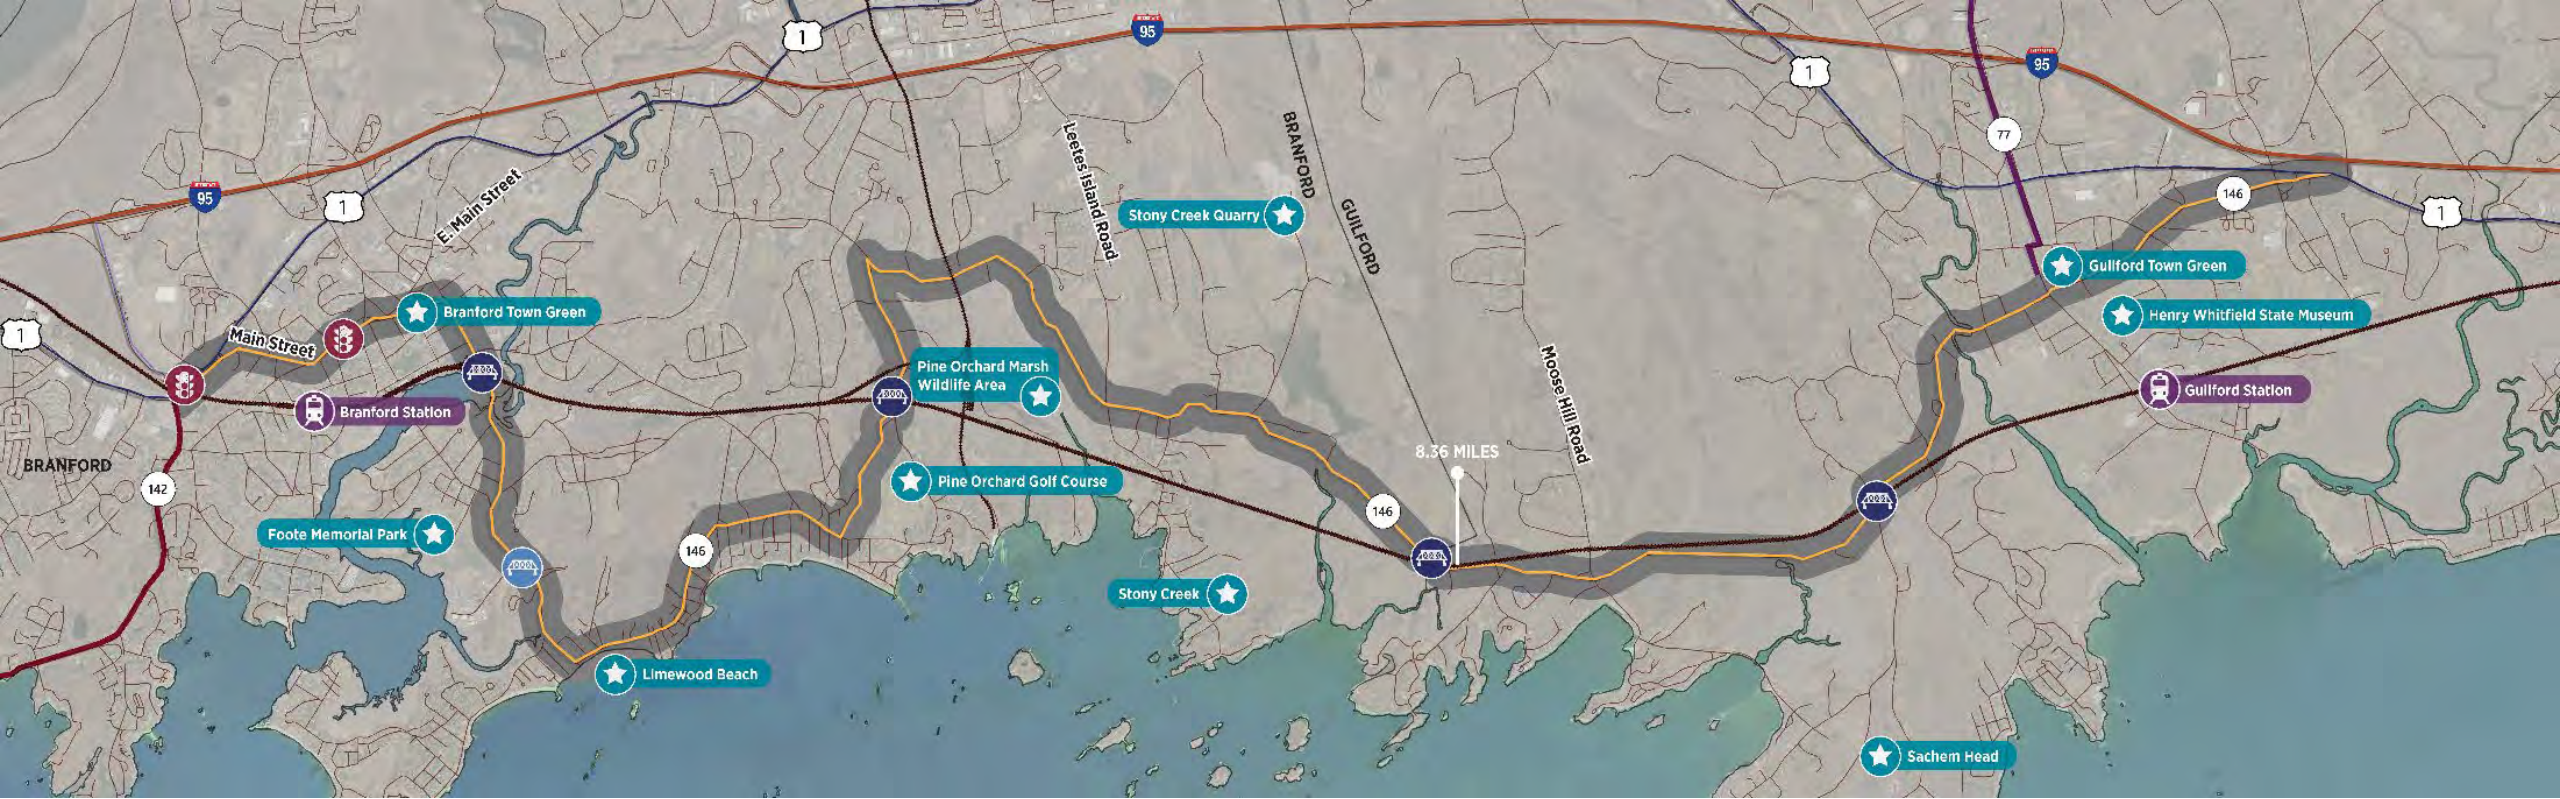 1
95
95
1
77
Leetes Island Road
BRANFORD
E. Main Street
95
1
146
Stony Creek Quarry
GUILFORD
1
Guilford Town Green
Branford Town Green
Henry Whitfield State Museum
1
Main Street
Pine Orchard Marsh
Wildlife Area
Moose Hill Road
Guilford Station
Branford Station
8.36 MILES
BRANFORD
142
Pine Orchard Golf Course
146
Foote Memorial Park
146
Stony Creek
Limewood Beach
Sachem Head